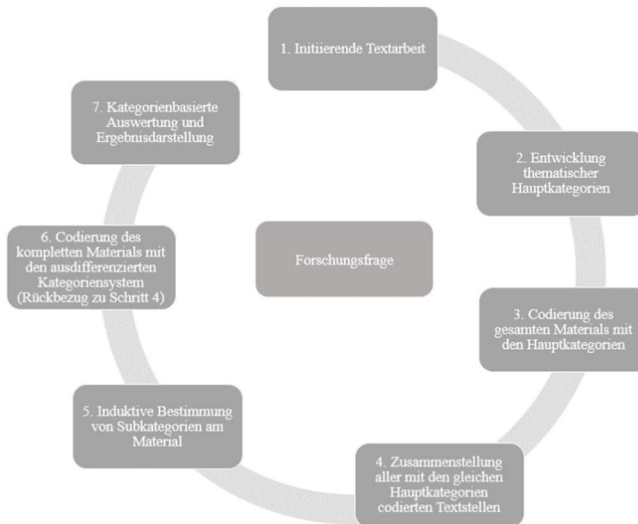 1. Initiierende Textarbeit
2. Entwicklung
thematischer
Hauptkategorien
3. Codierung des
gesamten Materials mit
den Hauptkategorien
4. Zusammenstellung
aller mit den gleichen
Hauptkategorien
codierten Textstellen
5. Induktive Bestimmung
von Subkategorien am
Material
6. Codierung des
kompletten Materials mit
den ausdifferenzierten
Kategoriensystem
(Rückbezug zu Schritt 4)
7. Kategorienbasierte
Auswertung und
Ergebnisdarstellung
Forschungsfrage